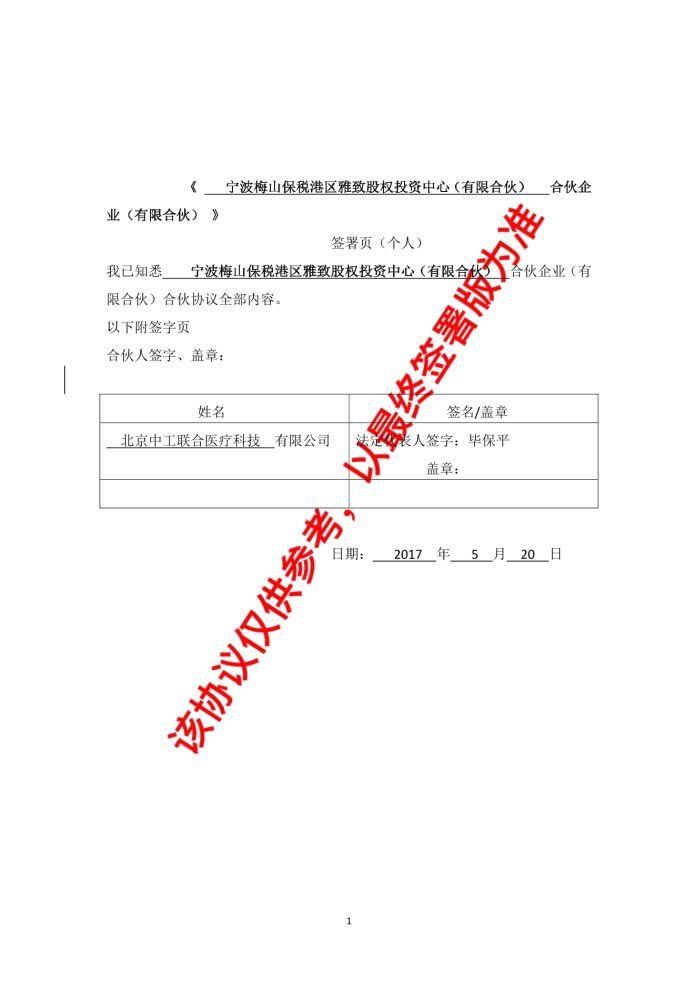 《 宁波梅山保税港区雅致股权投资中心（有限合伙） 合伙企
业（有限合伙） 》
签署页（个人）
我已知悉 宁波梅山保税港区雅致股权投资中心（有限合伙） 合伙企业（有
限合伙）合伙协议全部内容。
以下附签字页
合伙人签字、盖章：
姓名 签名/盖章
北京中工联合医疗科技 有限公司 法定代表人签字：毕保平
盖章：
日期： 2017 年 5 月 20 日
该协议仅供参考，以最终签署版为准
1